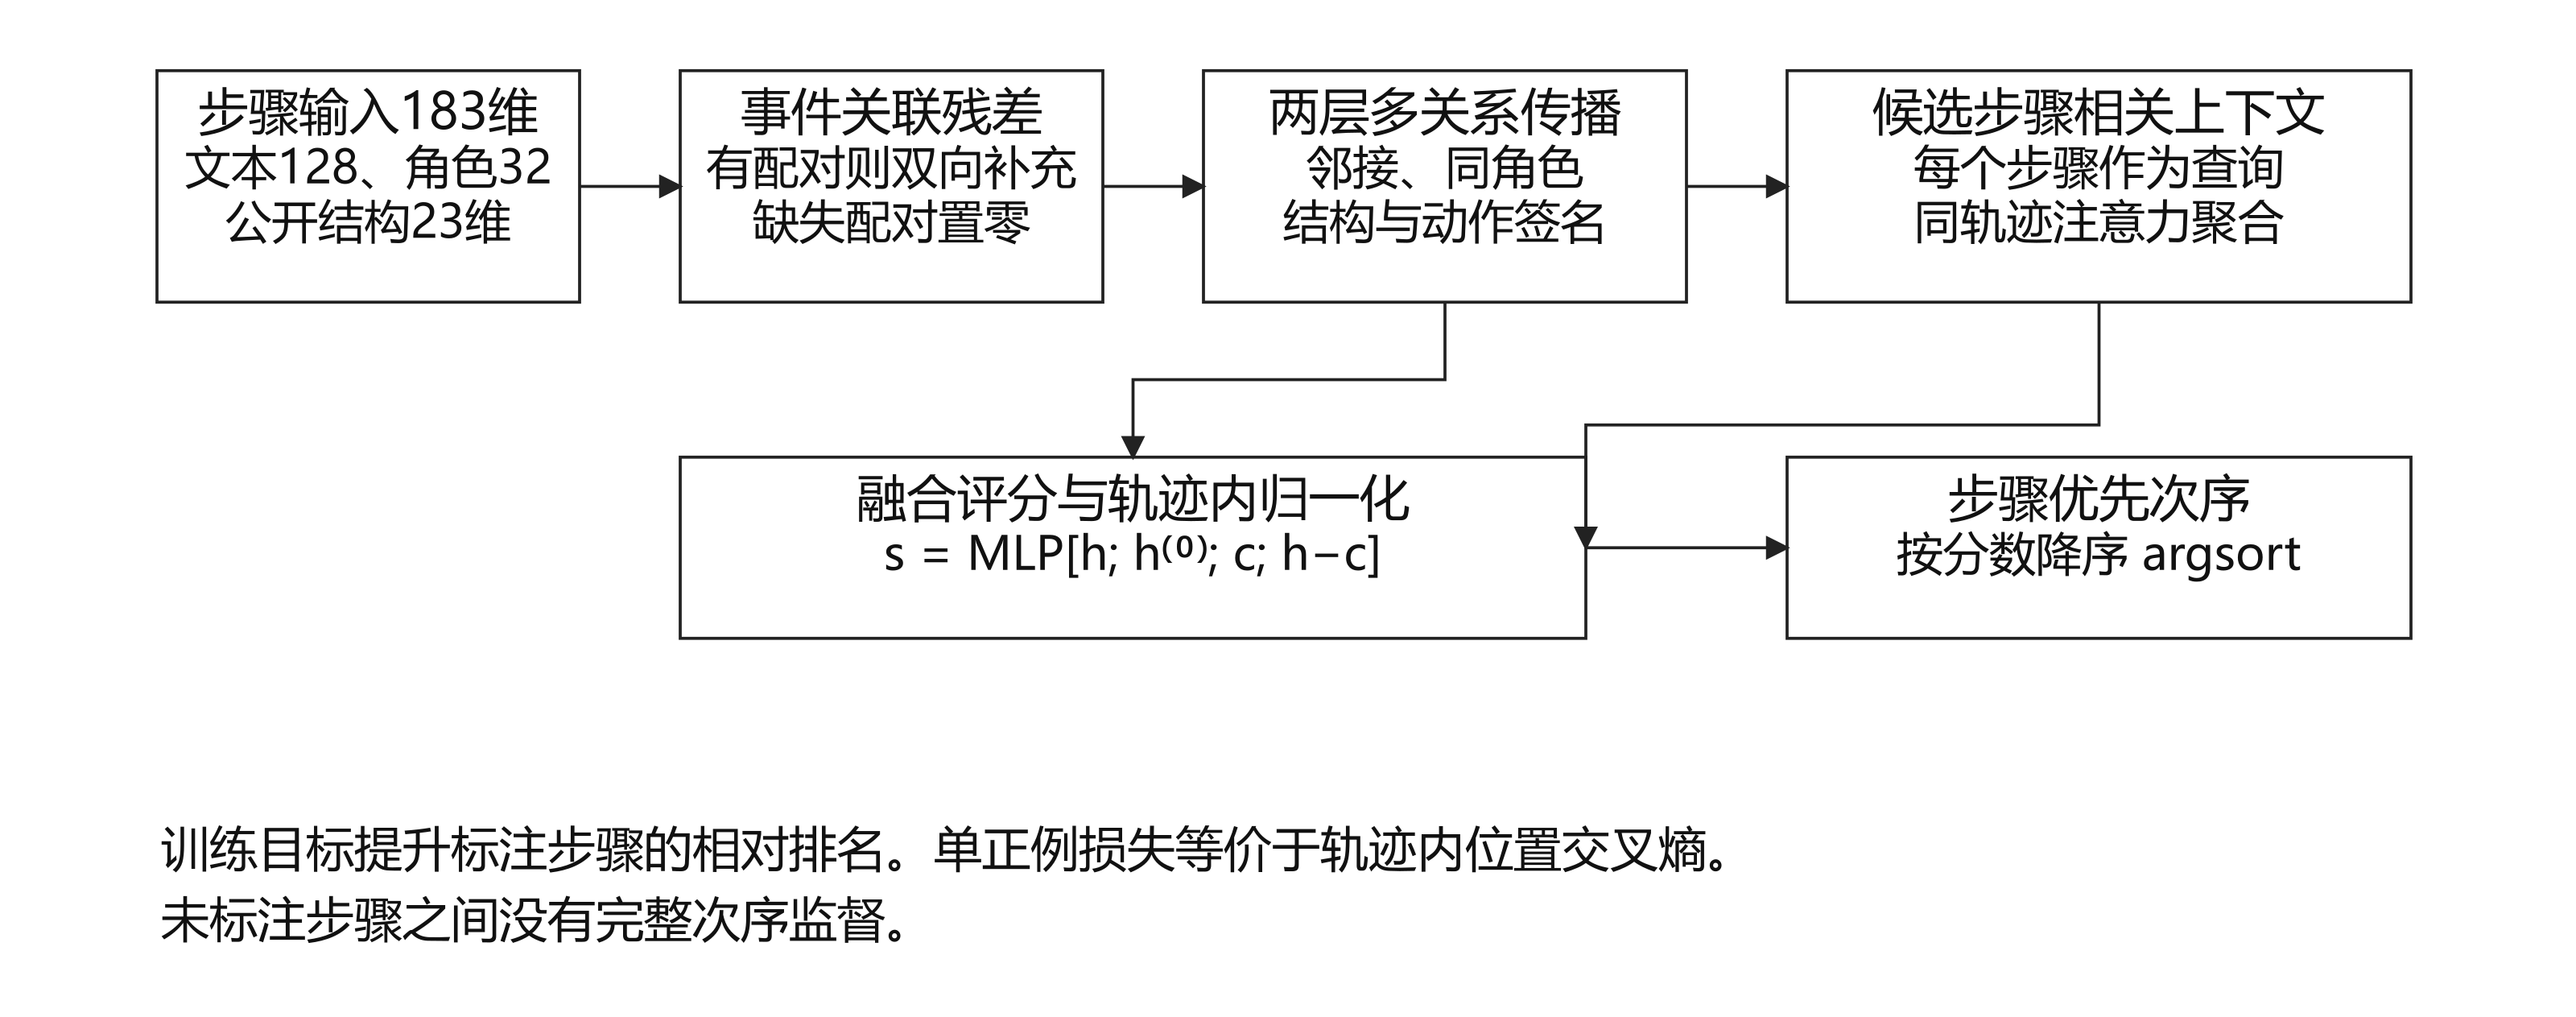 步骤输入183维
文本128、角色32
公开结构23维
事件关联残差
有配对则双向补充
缺失配对置零
两层多关系传播
邻接、同角色
结构与动作签名
候选步骤相关上下文
每个步骤作为查询
同轨迹注意力聚合
融合评分与轨迹内归一化
s = MLP[h; h⁽⁰⁾; c; h−c]
步骤优先次序
按分数降序 argsort
训练目标提升标注步骤的相对排名。单正例损失等价于轨迹内位置交叉熵。
未标注步骤之间没有完整次序监督。